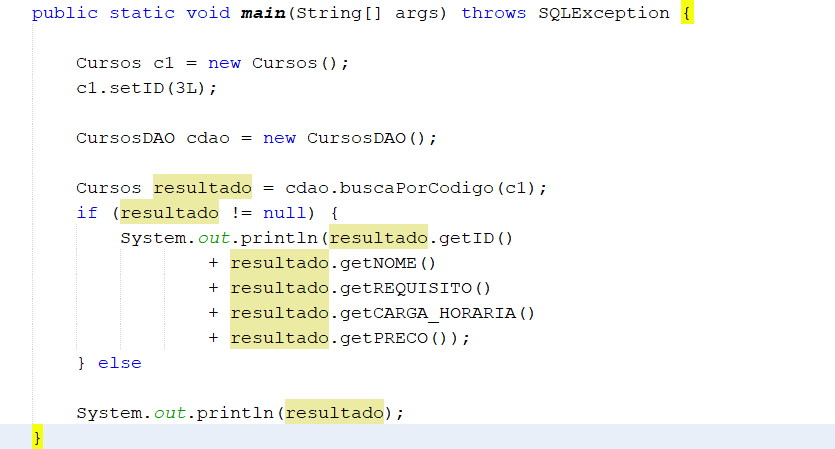 public static void main(String[] args) throws SQLException {
Cursos c1 = new Cursos();
c1.setID(3L);
CursosDAO cdao = new CursosDAO();
Cursos resultado = cdao.buscaPorCodigo(c1);
if (resultado != null) {
System.out.println(resultado.getID()
+ resultado.getNOME()
+ resultado.getREQUISITO()
+ resultado.getCARGA_HORARIA()
+ resultado.getPRECO());
} else
System.out.println(resultado);
}